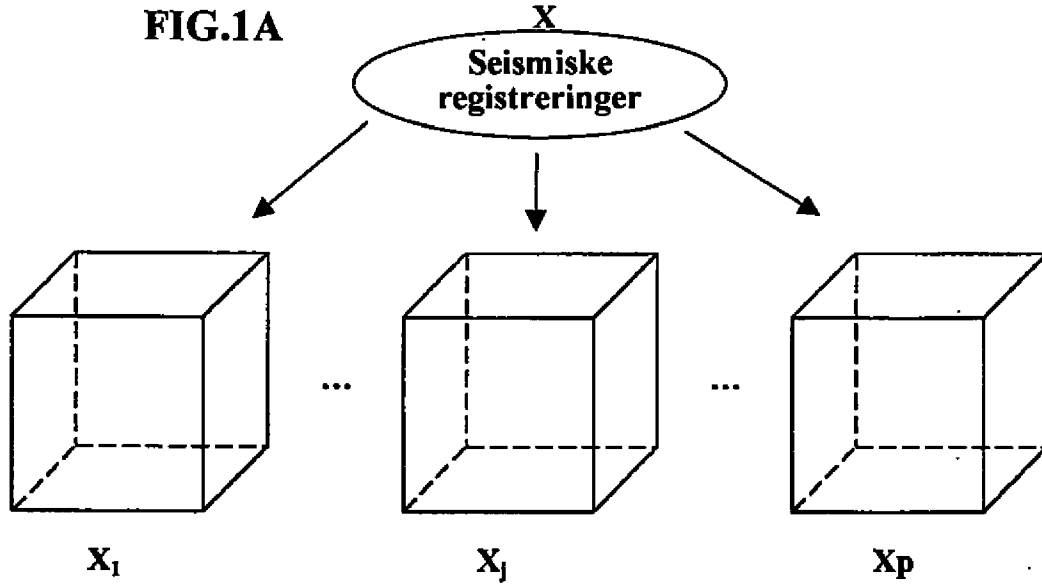 FIG.1A
X
Seismiske
registreringer
... ...
X₁ Xⱼ Xp